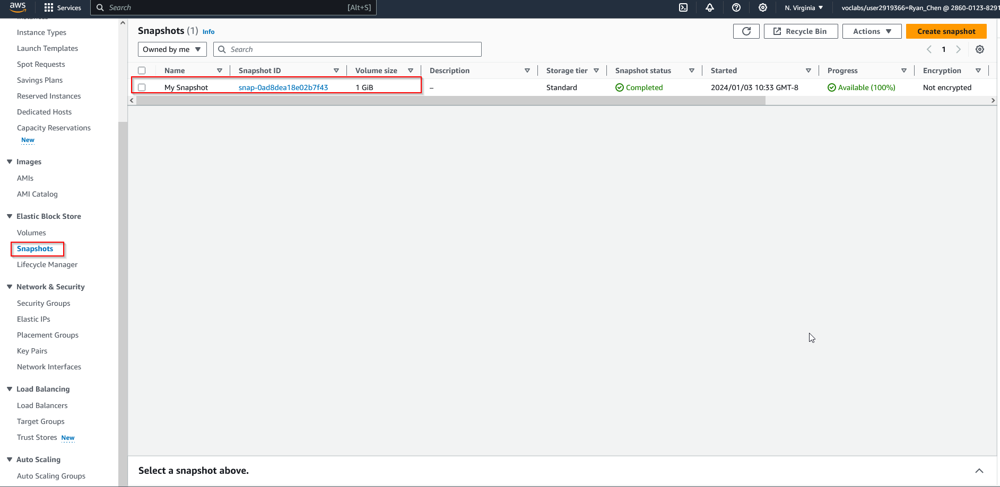 aws Services Search [Alt+S] N. Virginia voclabs/user2919366=Ryan_Chen @ 2860-0123-8291
Instances
Instance Types
Launch Templates
Spot Requests
Savings Plans
Reserved Instances
Dedicated Hosts
Capacity Reservations
New
Images
AMIs
AMI Catalog
Elastic Block Store
Volumes
Snapshots
Lifecycle Manager
Network & Security
Security Groups
Elastic IPs
Placement Groups
Key Pairs
Network Interfaces
Load Balancing
Load Balancers
Target Groups
Trust Stores New
Auto Scaling
Auto Scaling Groups
Snapshots (1) Info Recycle Bin Actions Create snapshot
Owned by me Search 1
Name Snapshot ID Volume size Description Storage tier Snapshot status Started Progress Encryption
My Snapshot snap-0ad8dea18e02b7f43 1 GiB – Standard Completed 2024/01/03 10:33 GMT-8 Available (100%) Not encrypted
Select a snapshot above.